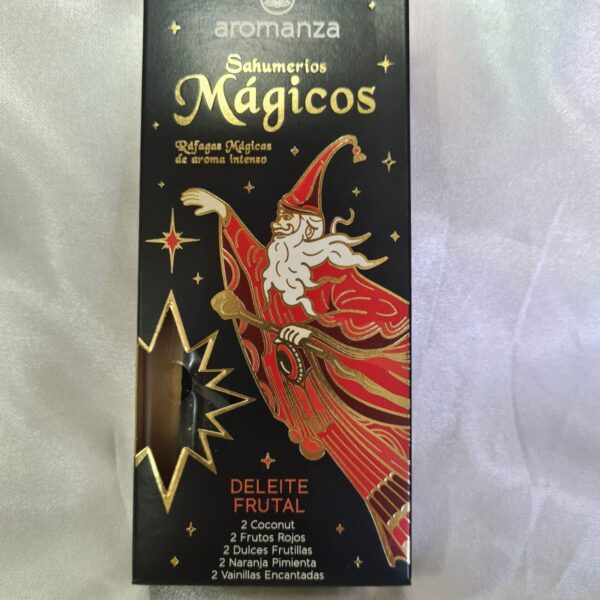 aromanza
Sahumerios
Mágicos
Ráfagas Mágicas
de aroma intenso
DELEITE
FRUTAL
2 Coconut
2 Frutos Rojos
2 Dulces Frutillas
2 Naranja Pimienta
2 Vainillas Encantadas